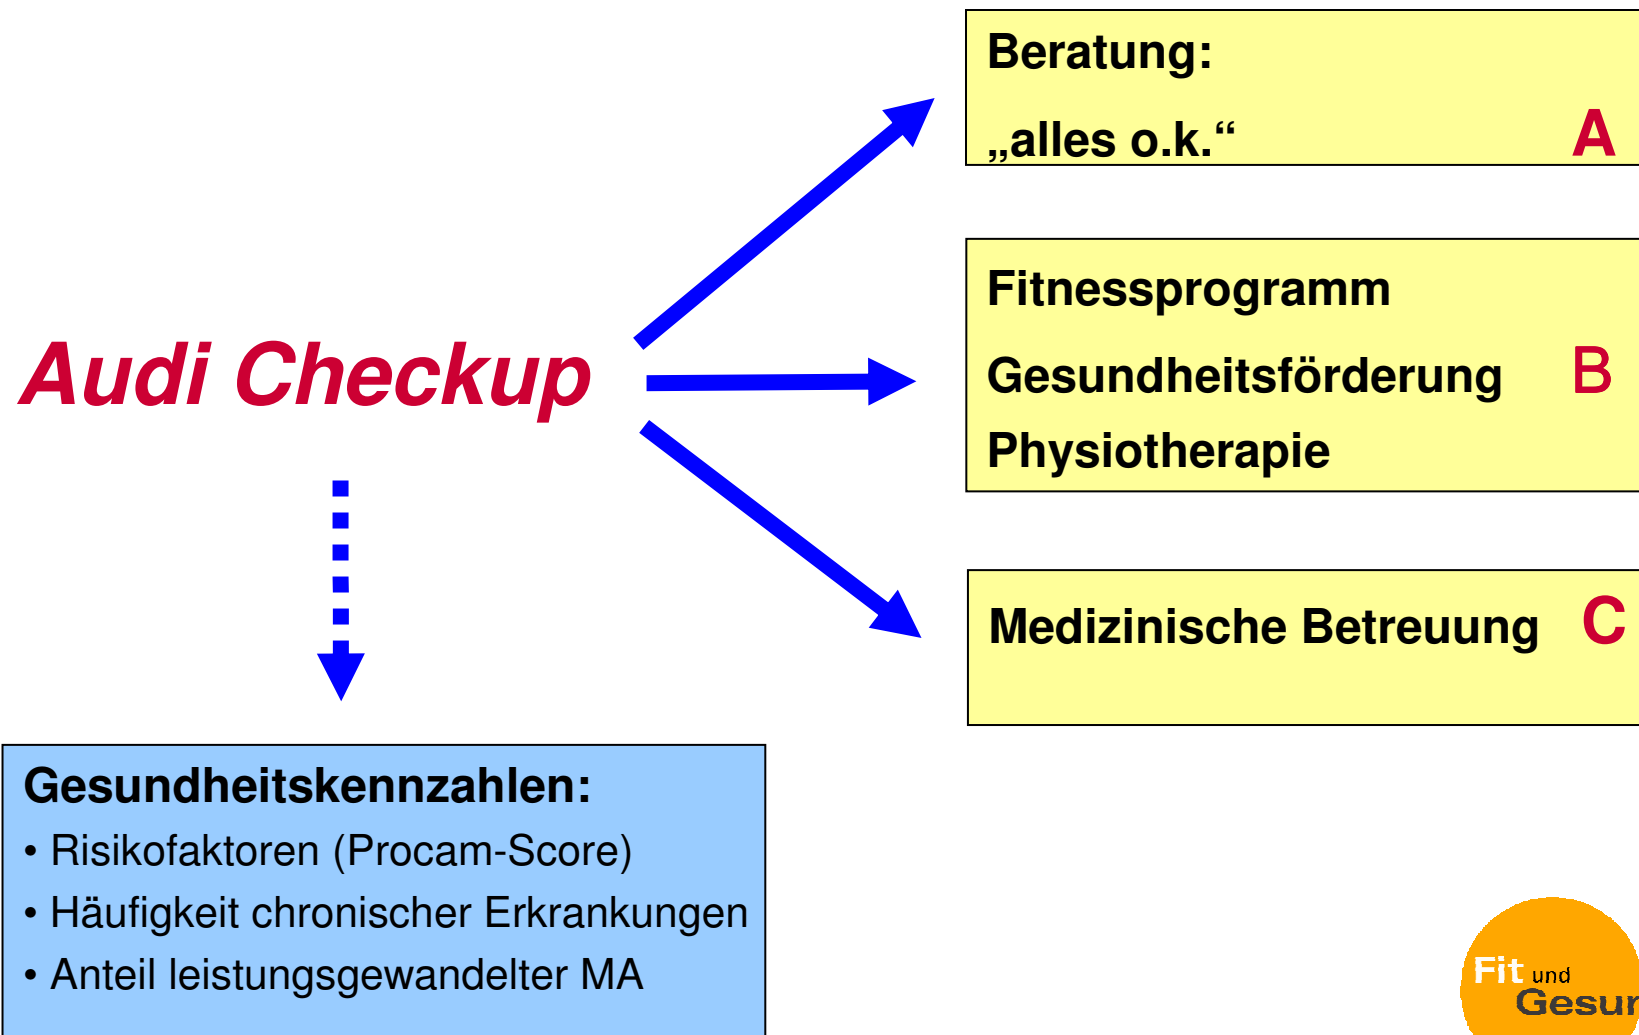 Beratung:
„alles o.k.“ A
Fitnessprogramm
Gesundheitsförderung B
Physiotherapie
Audi Checkup
Medizinische Betreuung C
Gesundheitskennzahlen:
• Risikofaktoren (Procam-Score)
• Häufigkeit chronischer Erkrankungen
• Anteil leistungsgewandelter MA
Fit und